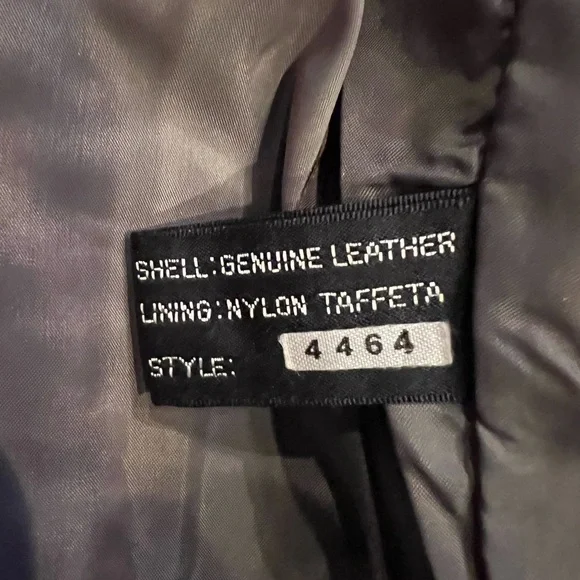 SHELL:GENUINE LEATHER
LINING:NYLON TAFFETA
STYLE: 4464